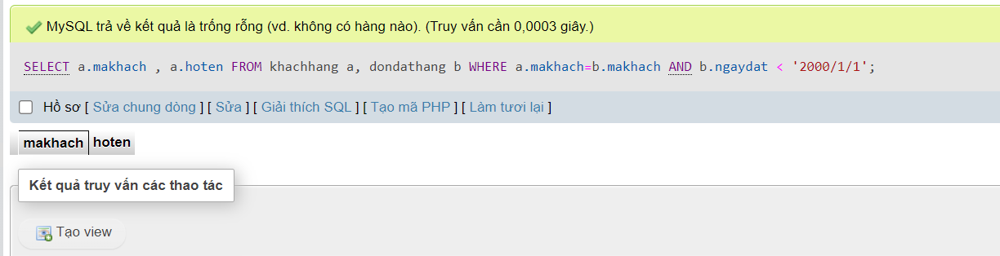 MySQL trả về kết quả là trống rỗng (vd. không có hàng nào). (Truy vấn cần 0,0003 giây.)
SELECT a.makhach , a.hoten FROM khachhang a, dondathang b WHERE a.makhach=b.makhach AND b.ngaydat < '2000/1/1';
Hồ sơ [ Sửa chung dòng ] [ Sửa ] [ Giải thích SQL ] [ Tạo mã PHP ] [ Làm tươi lại ]
makhach hoten
Kết quả truy vấn các thao tác
Tạo view